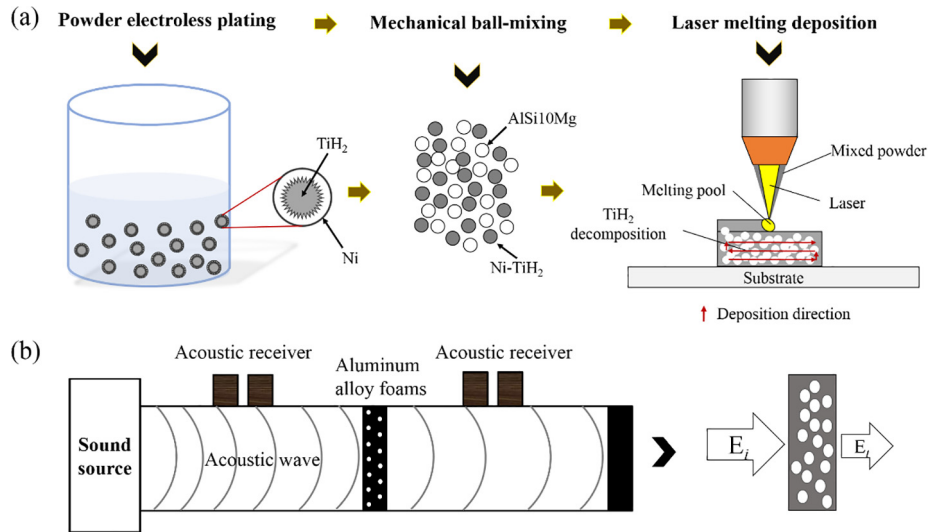 (a)
Powder electroless plating
Mechanical ball-mixing
Laser melting deposition
TiH₂
Ni
AlSi10Mg
Ni-TiH₂
Mixed powder
Melting pool
Laser
TiH₂
decomposition
Substrate
Deposition direction
(b)
Sound
source
Acoustic receiver
Acoustic wave
Aluminum
alloy foams
Acoustic receiver
Eᵢ
Eₜ